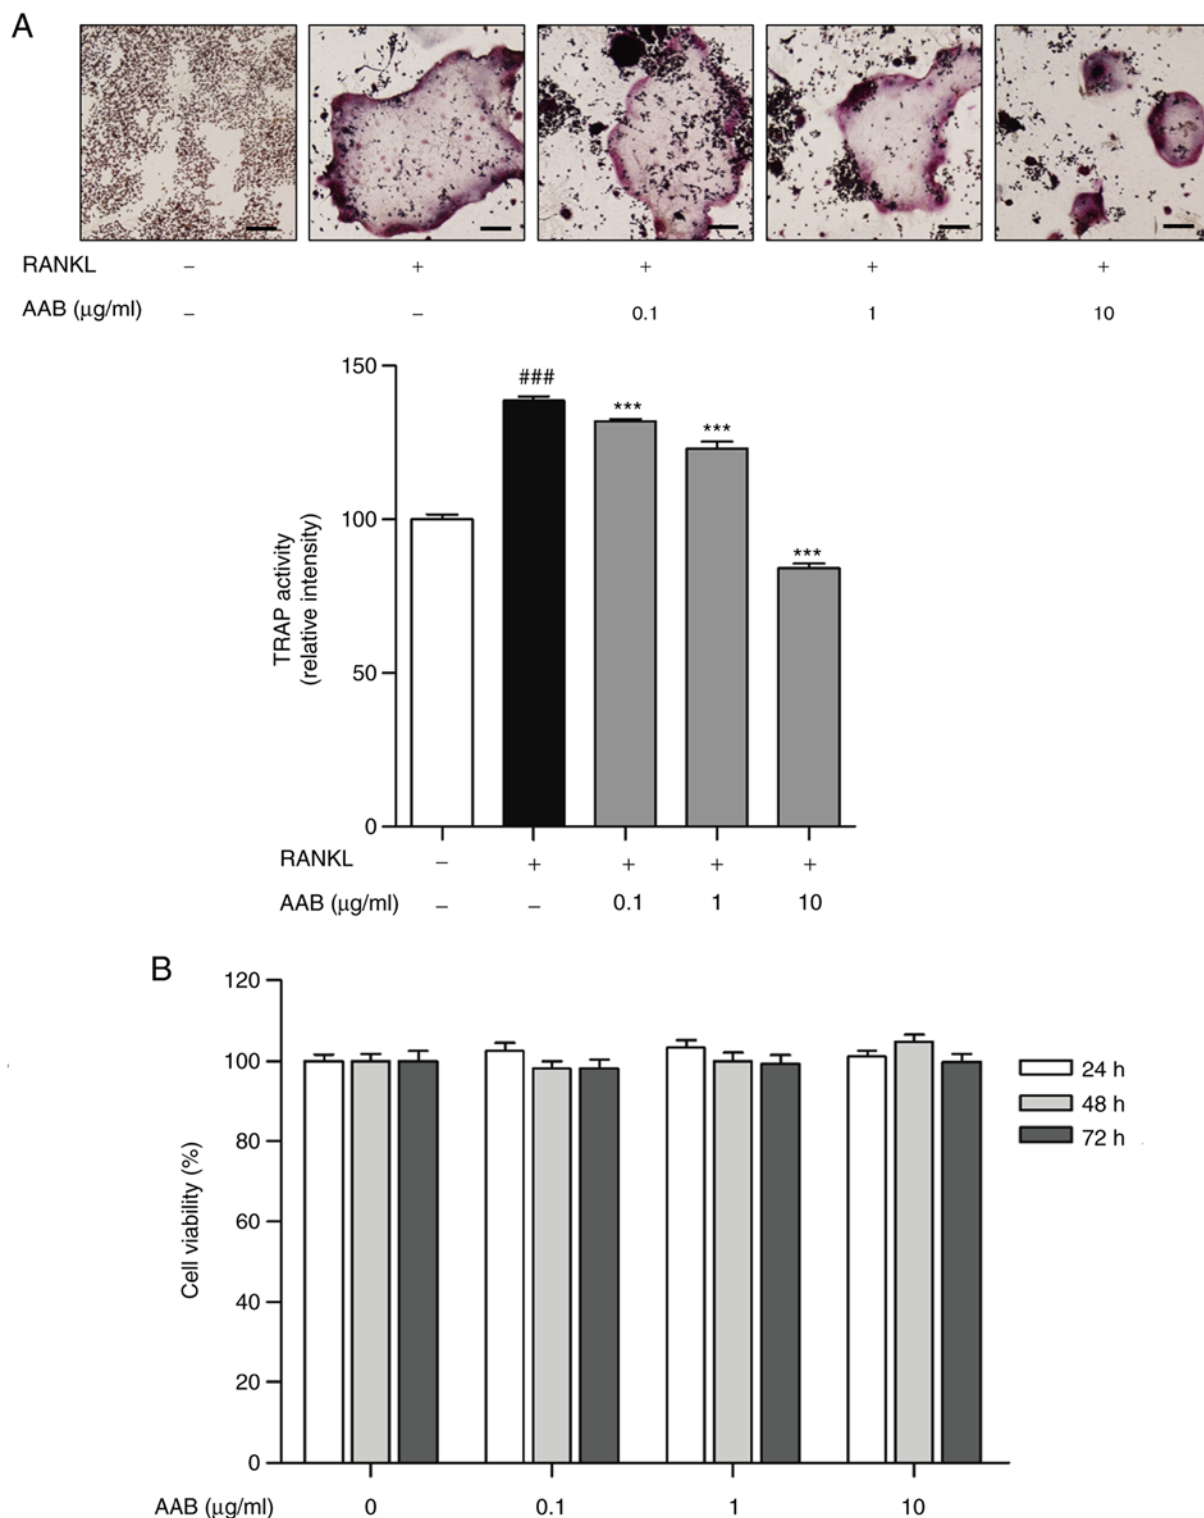 A
RANKL – + + + +
AAB (μg/ml) – – 0.1 1 10
150
###
***
***
100
***
TRAP activity
(relative intensity)
50
0
RANKL – + + + +
AAB (μg/ml) – – 0.1 1 10
B
120
100
24 h
48 h
80
72 h
Cell viability (%)
60
40
20
0
AAB (μg/ml) 0 0.1 1 10